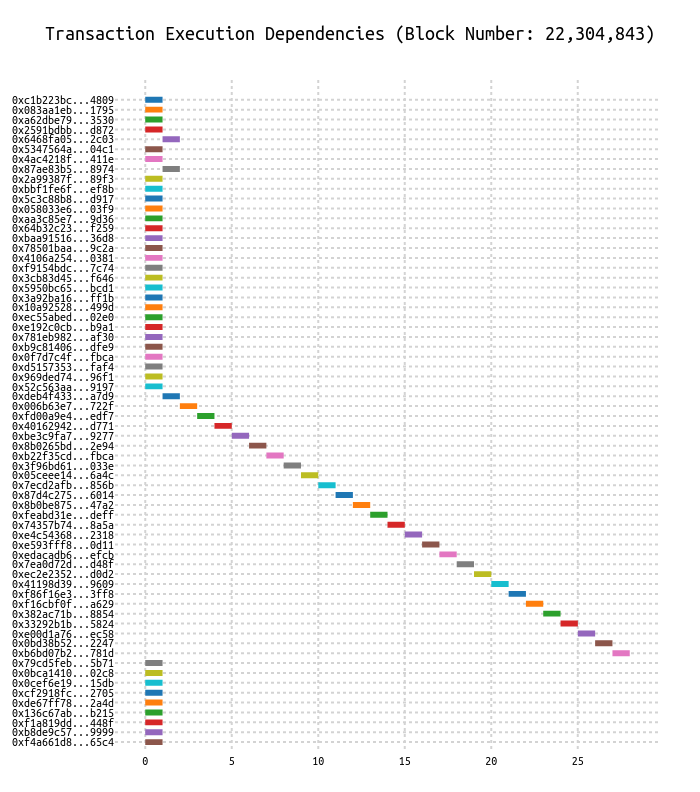 Transaction Execution Dependencies (Block Number: 22,304,843)
0xc1b223bc...4809
0x083aa1eb...1795
0xa62dbe79...3530
0x2591bdbb...d872
0x6468fa05...2c03
0x5347564a...04c1
0x4ac4218f...411e
0x87ae83b5...8974
0x2a99387f...89f3
0xbbf1fe6f...ef8b
0x5c3c88b8...d917
0x058033e6...03f9
0xaa3c85e7...9d36
0x64b32c23...f259
0xbaa91516...36d8
0x78501baa...9c2a
0x4106a254...0381
0xf9154bdc...7c74
0x3cb83d45...f646
0x5950bc65...bcd1
0x3a92ba16...ff1b
0x10a92528...499d
0xec55abed...02e0
0xe192c0cb...b9a1
0x781eb982...af30
0xb9c81406...dfe9
0x0f7d7c4f...fbca
0xd5157353...faf4
0x969ded74...96f1
0x52c563aa...9197
0xdeb4f433...a7d9
0x006b63e7...722f
0xfd00a9e4...edf7
0x40162942...d771
0xbe3c9fa7...9277
0x8b0265bd...2e94
0xb22f35cd...fbca
0x3f96bd61...033e
0x05ceee14...6a4c
0x7ecd2afb...856b
0x87d4c275...6014
0x8b0be875...47a2
0xfeabd31e...deff
0x74357b74...8a5a
0xe4c54368...2318
0xe593fff8...0d11
0xedacadb6...efcb
0x7ea0d72d...d48f
0xec2e2352...d0d2
0x41198d39...9609
0xf86f16e3...3ff8
0xf16cbf0f...a629
0x382ac71b...8854
0x33292b1b...5824
0xe00d1a76...ec58
0x0bd38b52...2247
0xb6bd07b2...781d
0x79cd5feb...5b71
0x0bca1410...02c8
0x0cef6e19...15db
0xcf2918fc...2705
0xde67ff78...2a4d
0x136c67ab...b215
0xf1a819dd...448f
0xb8de9c57...9999
0xf4a661d8...65c4
0 5 10 15 20 25